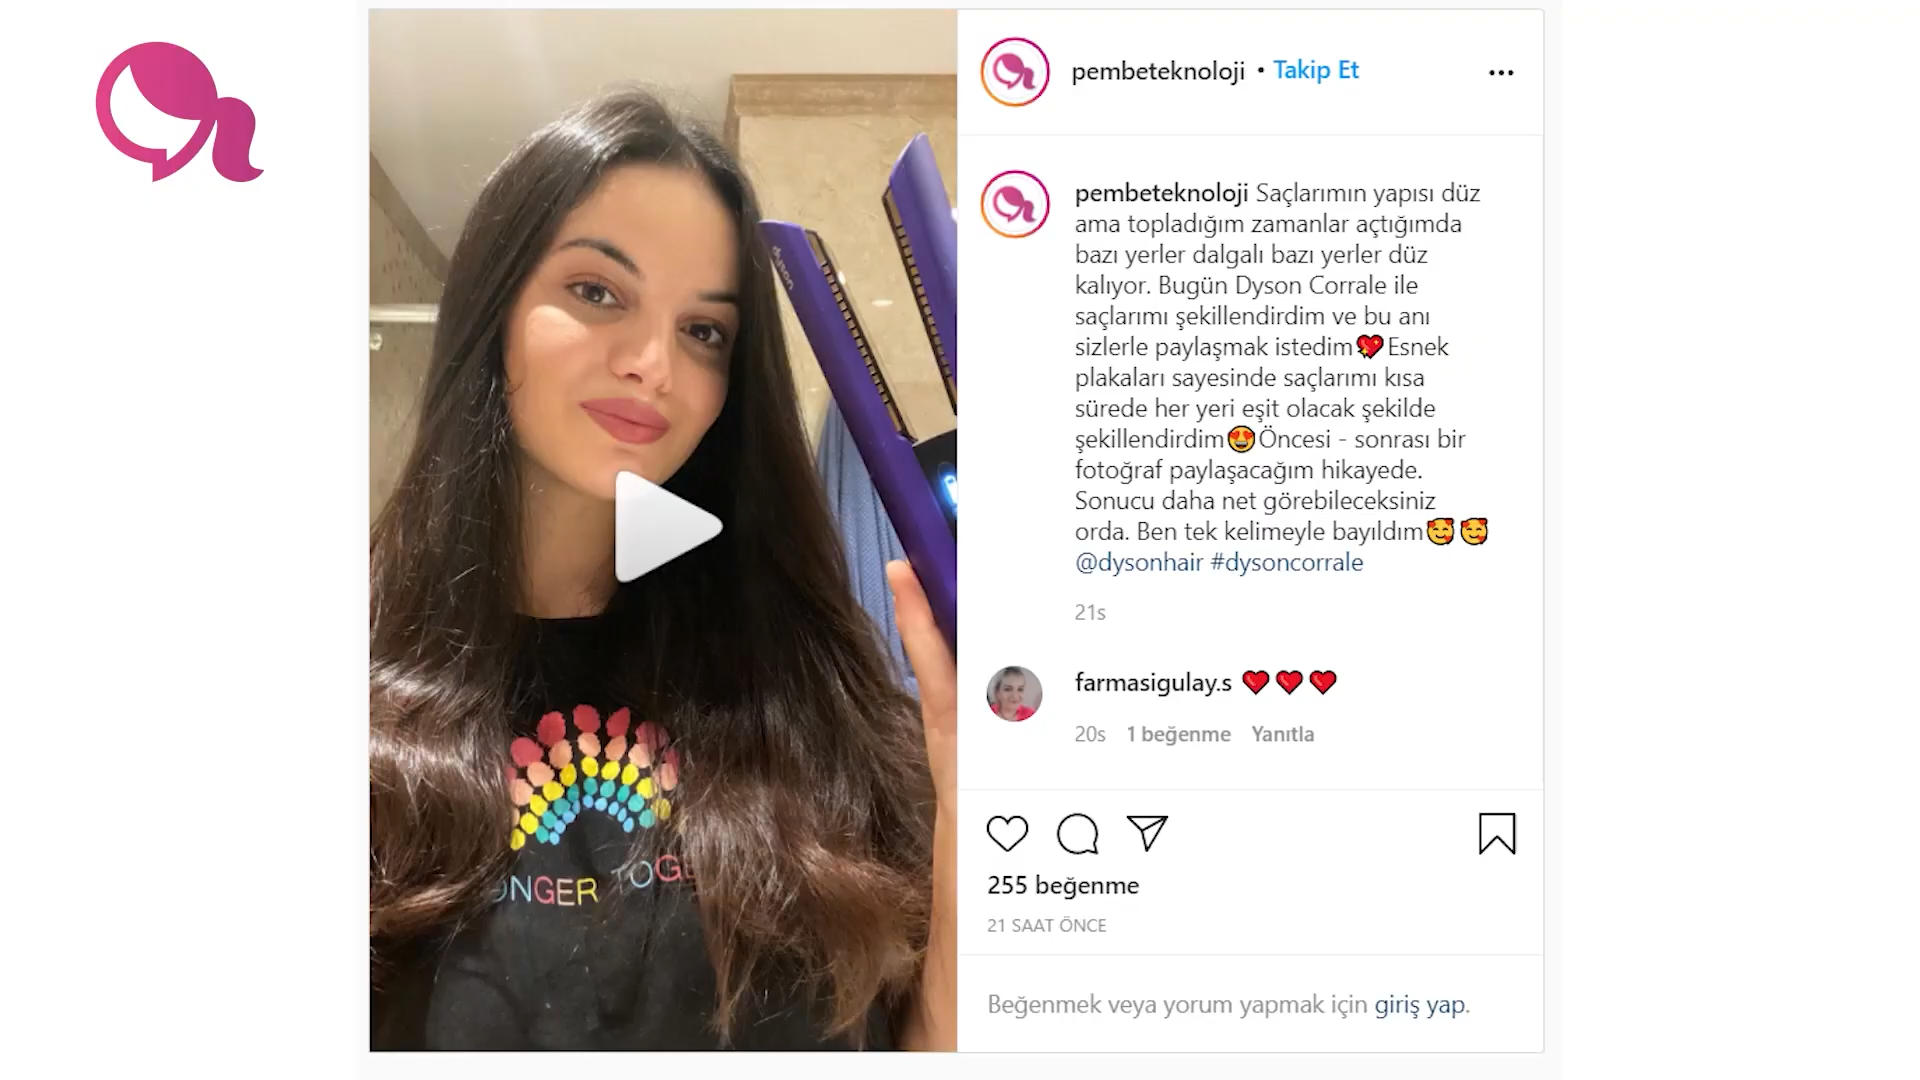 pembeteknoloji • Takip Et
pembeteknoloji Saçlarımın yapısı düz
ama topladığım zamanlar açtığımda
bazı yerler dalgalı bazı yerler düz
kalıyor. Bugün Dyson Corrale ile
saçlarımı şekillendirdim ve bu anı
sizlerle paylaşmak istedim💖Esnek
plakaları sayesinde saçlarımı kısa
sürede her yeri eşit olacak şekilde
şekillendirdim😍Öncesi - sonrası bir
fotoğraf paylaşacağım hikayede.
Sonucu daha net görebileceksiniz
orda. Ben tek kelimeyle bayıldım🥰🥰
@dysonhair #dysoncorrale
21s
farmasigulay.s ❤️❤️❤️
20s 1 beğenme Yanıtla
255 beğenme
21 SAAT ÖNCE
Beğenmek veya yorum yapmak için giriş yap.
dyson
ONGER TOGE